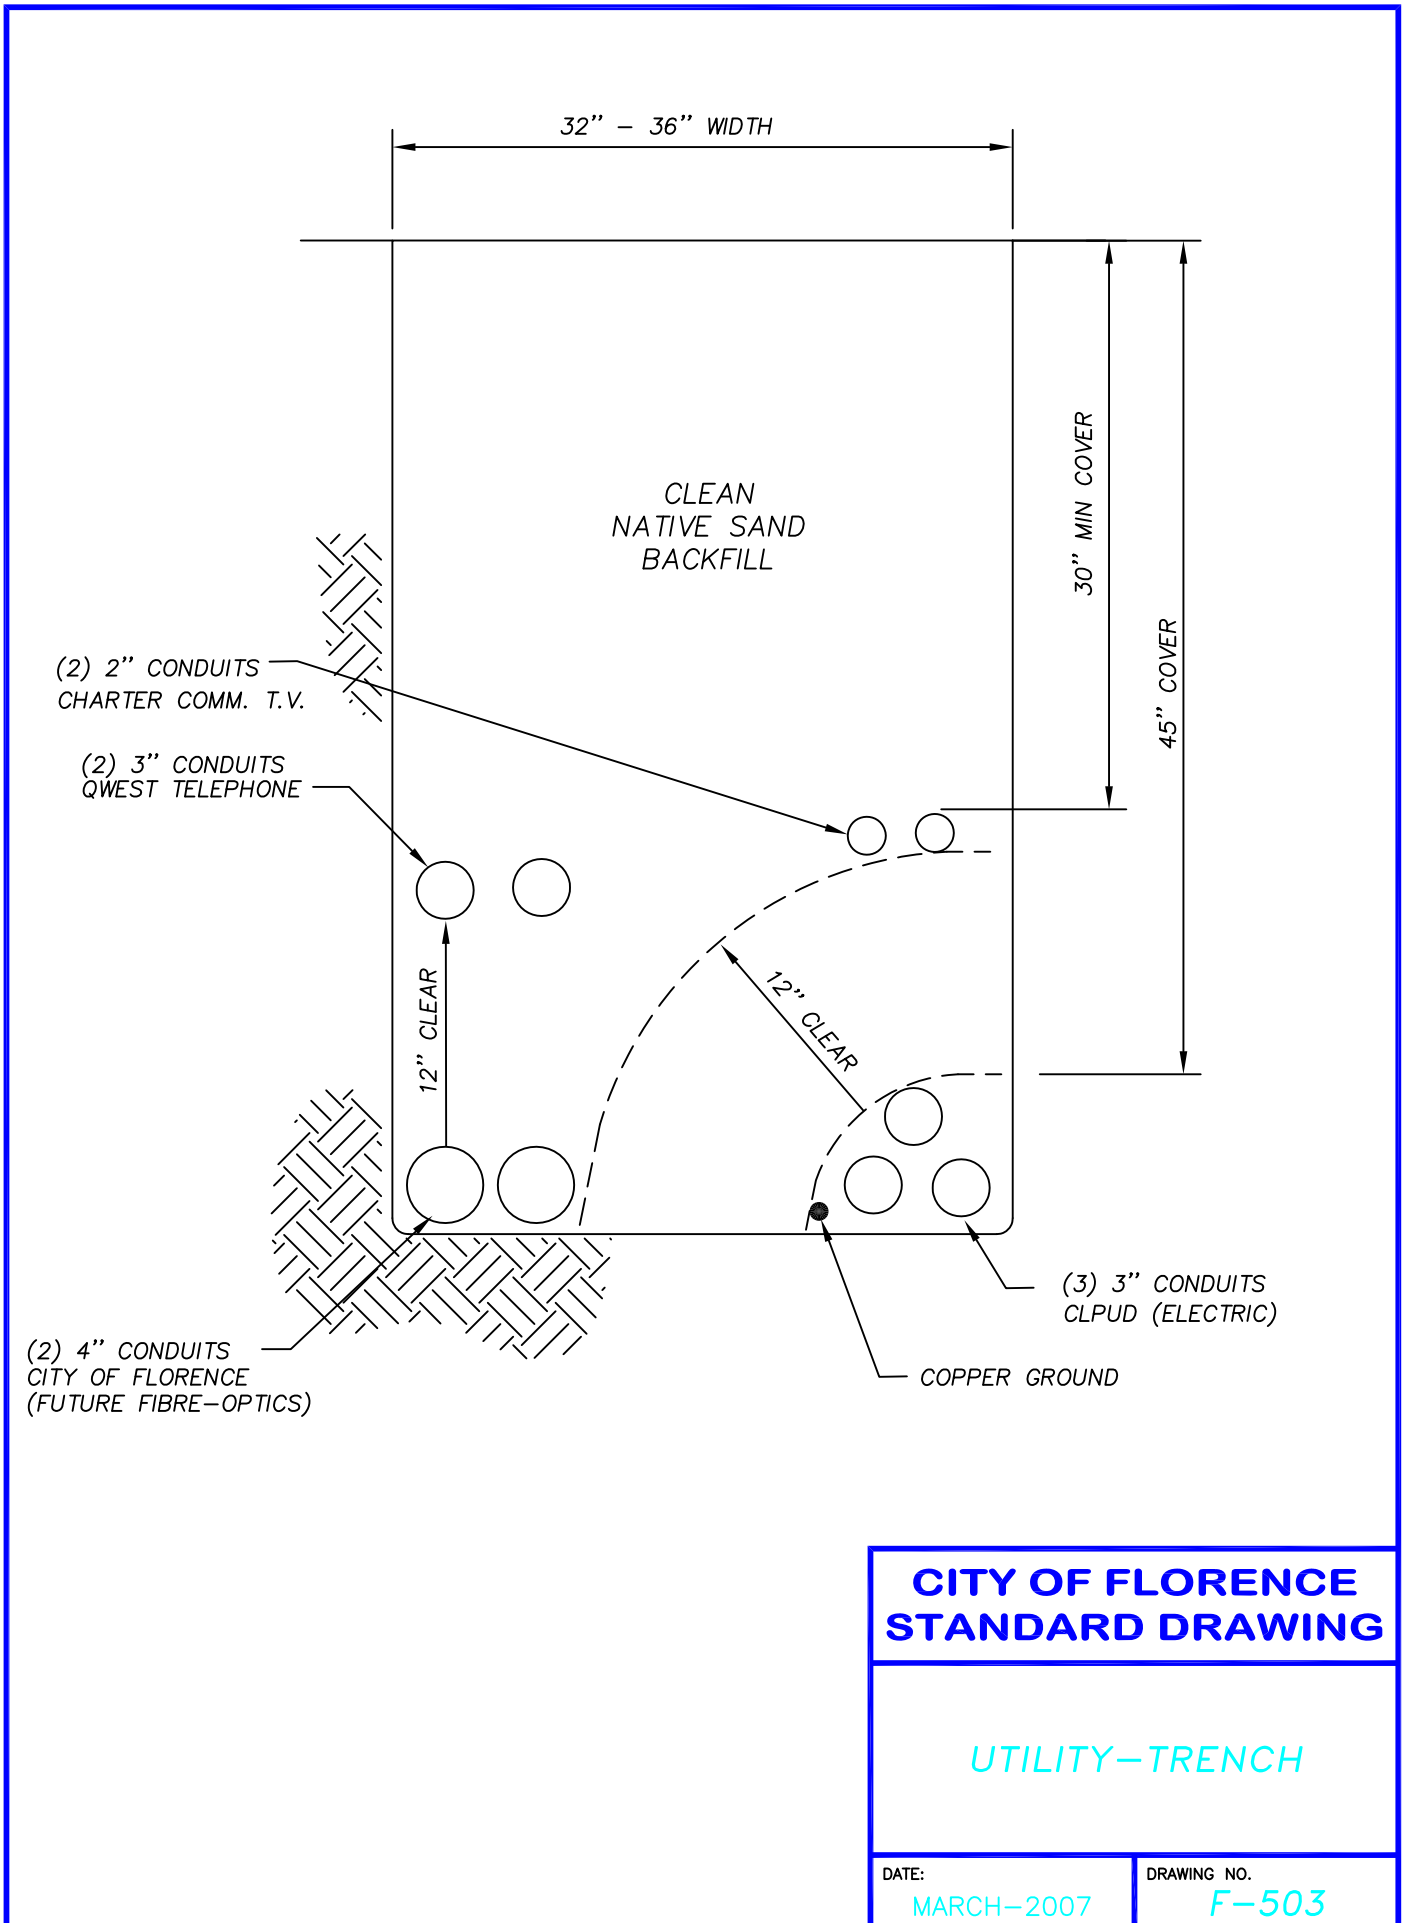 32” – 36” WIDTH
CLEAN
NATIVE SAND
BACKFILL
30” MIN COVER
45” COVER
(2) 2” CONDUITS
CHARTER COMM. T.V.
(2) 3” CONDUITS
QWEST TELEPHONE
12” CLEAR
12” CLEAR
(3) 3” CONDUITS
CLPUD (ELECTRIC)
COPPER GROUND
(2) 4” CONDUITS
CITY OF FLORENCE
(FUTURE FIBRE–OPTICS)
CITY OF FLORENCE
STANDARD DRAWING
UTILITY–TRENCH
DATE:
MARCH–2007
DRAWING NO.
F–503